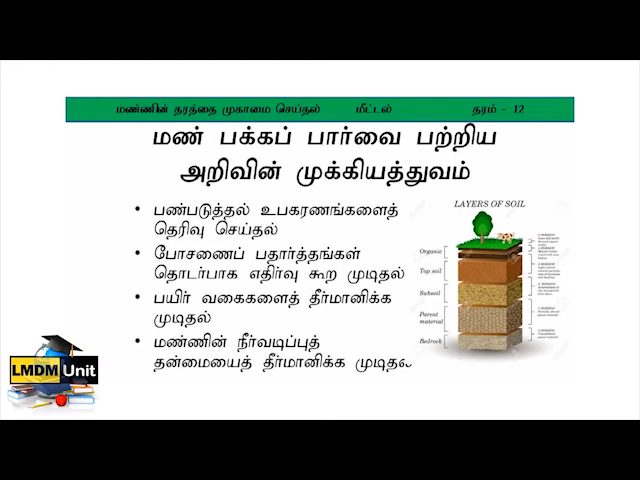 மண்ணின் தரத்தை முகாமை செய்தல் மீட்டல் தரம் - 12
மண் பக்கப் பார்வை பற்றிய
அறிவின் முக்கியத்துவம்
• பண்படுத்தல் உபகரணங்களைத்
தெரிவு செய்தல்
• போசணைப் பதார்த்தங்கள்
தொடர்பாக எதிர்வு கூற முடிதல்
• பயிர் வகைகளைத் தீர்மானிக்க
முடிதல்
• மண்ணின் நீர்வடிப்புத்
தன்மையைத் தீர்மானிக்க முடிதல்
LAYERS OF SOIL
Organic
Top soil
Subsoil
Parent
material
Bedrock
LMDM Unit